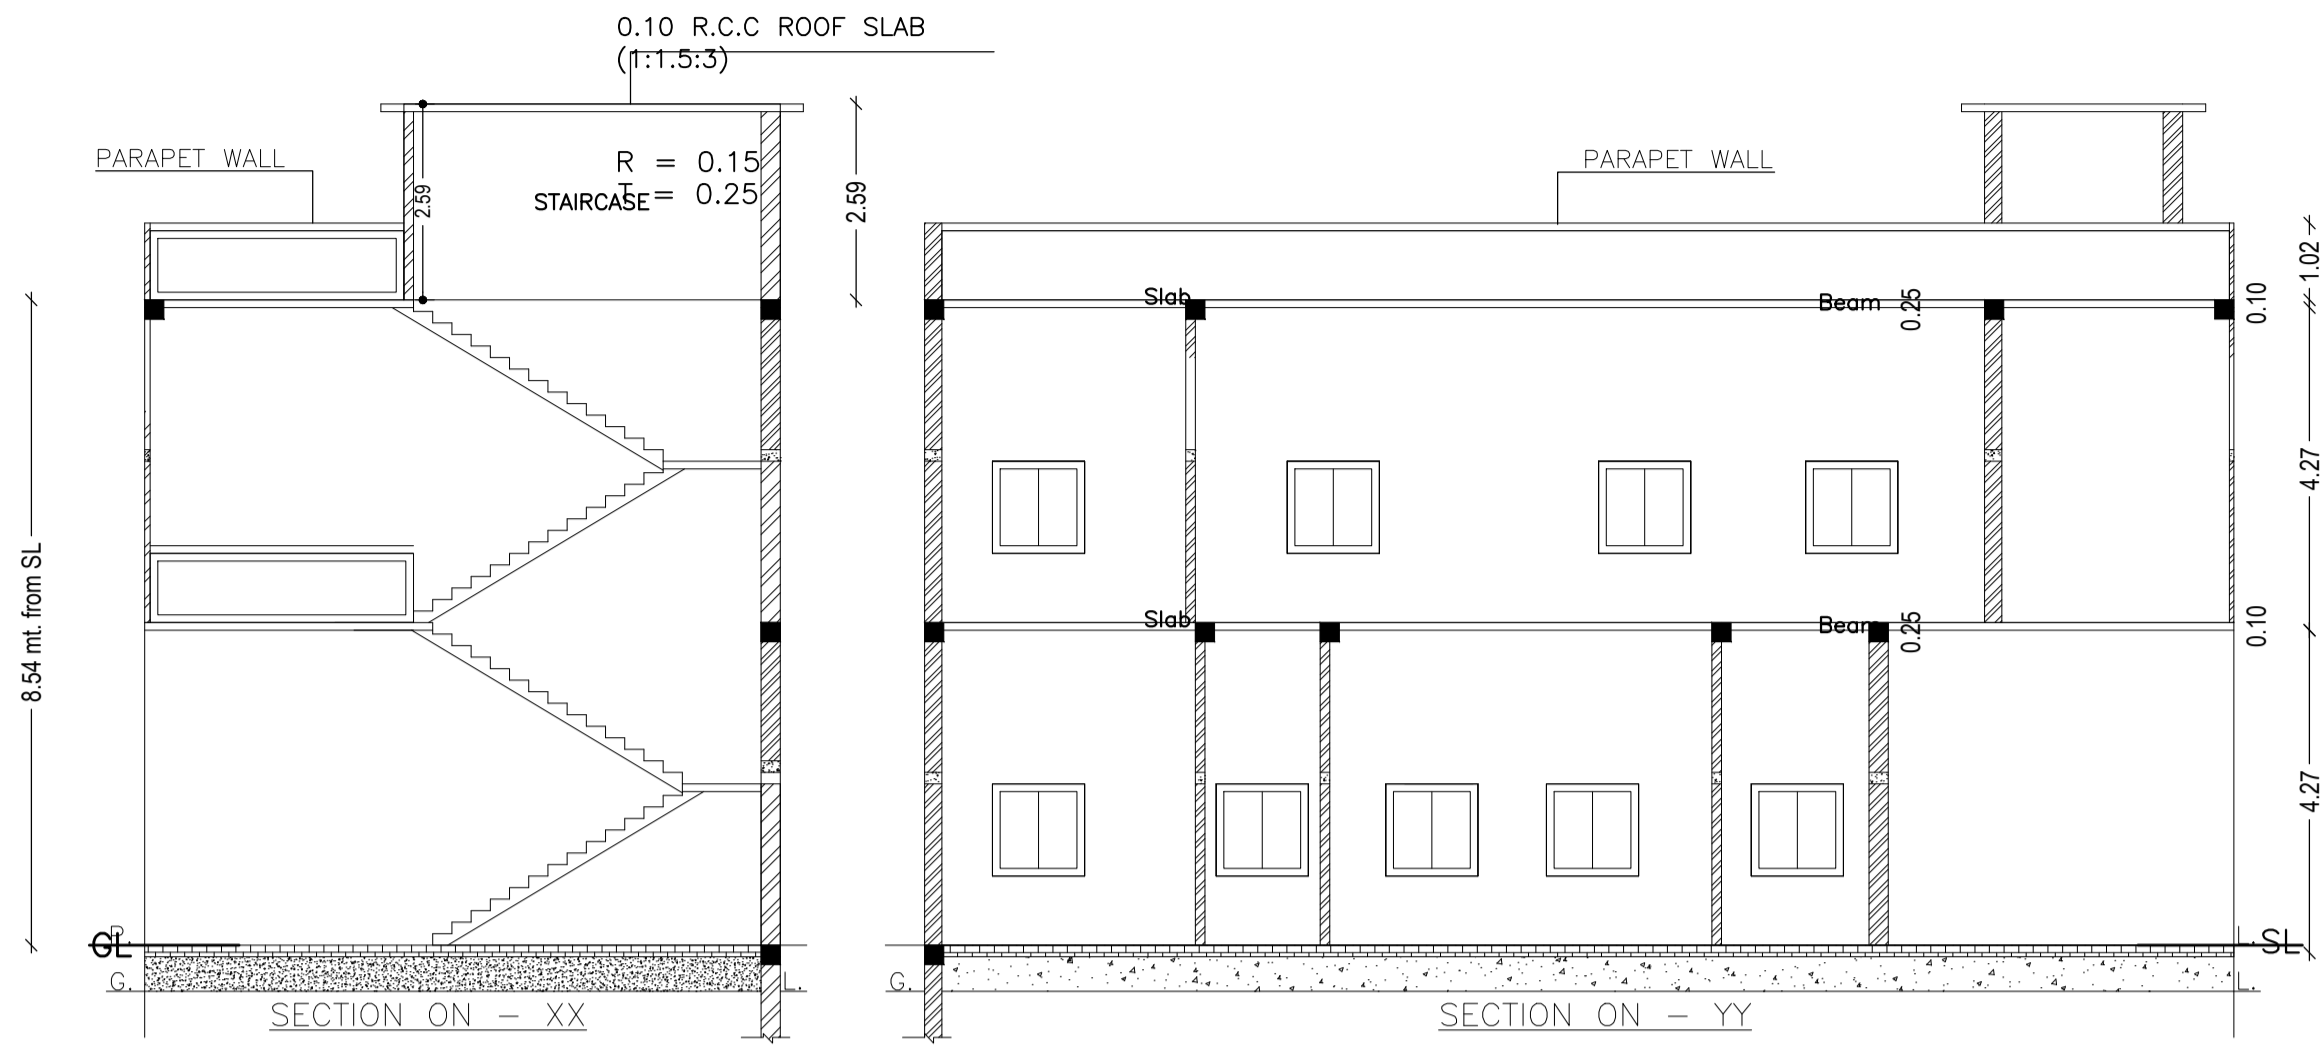 0.10 R.C.C ROOF SLAB
(1:1.5:3)
PARAPET WALL
R = 0.15
T = 0.25
STAIRCASE
2.59
2.59
PARAPET WALL
1.02
Slab
Beam
0.25
0.10
4.27
8.54 mt. from SL
Slab
Beam
0.25
0.10
4.27
P.
GL
L.
SL
G.
L.
G.
L.
SECTION ON - XX
SECTION ON - YY